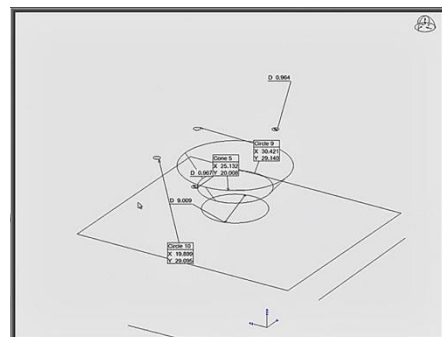 D 0.964
Circle 9
X 30.421
Y 29.140
Cone 5
X 25.132
Y 20.008
D 0.967
D 9.009
Circle 10
X 19.899
Y 29.095